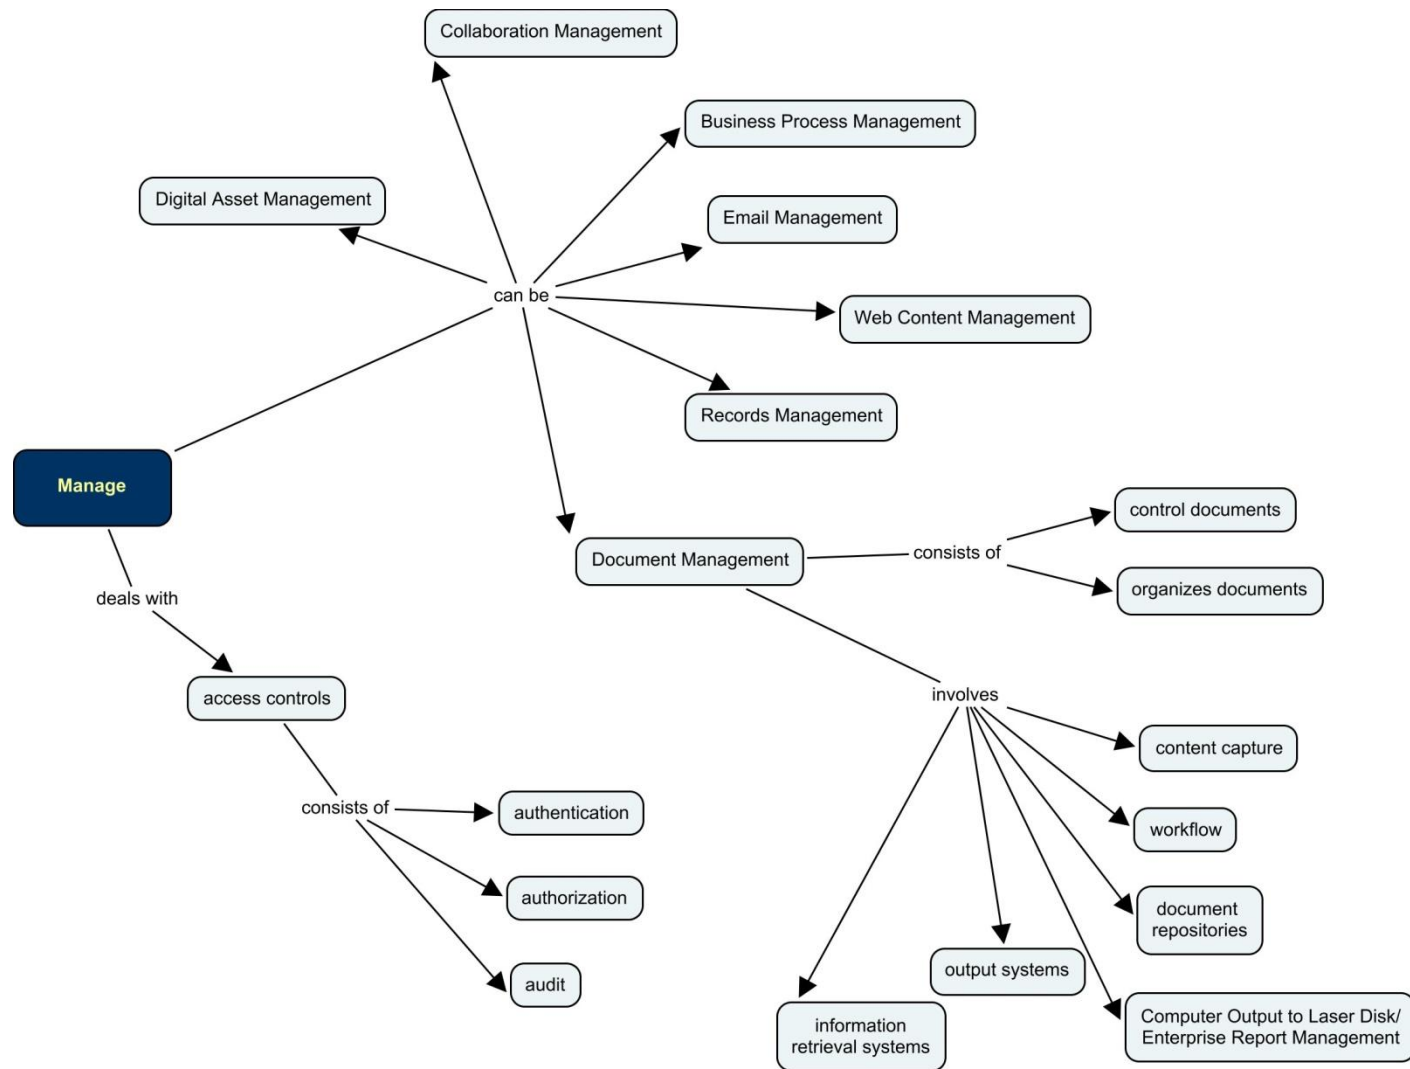 Collaboration Management
Business Process Management
Digital Asset Management
Email Management
can be
Web Content Management
Records Management
Manage
control documents
Document Management
consists of
organizes documents
deals with
access controls
involves
content capture
consists of
authentication
workflow
authorization
document
repositories
output systems
audit
information
retrieval systems
Computer Output to Laser Disk/
Enterprise Report Management